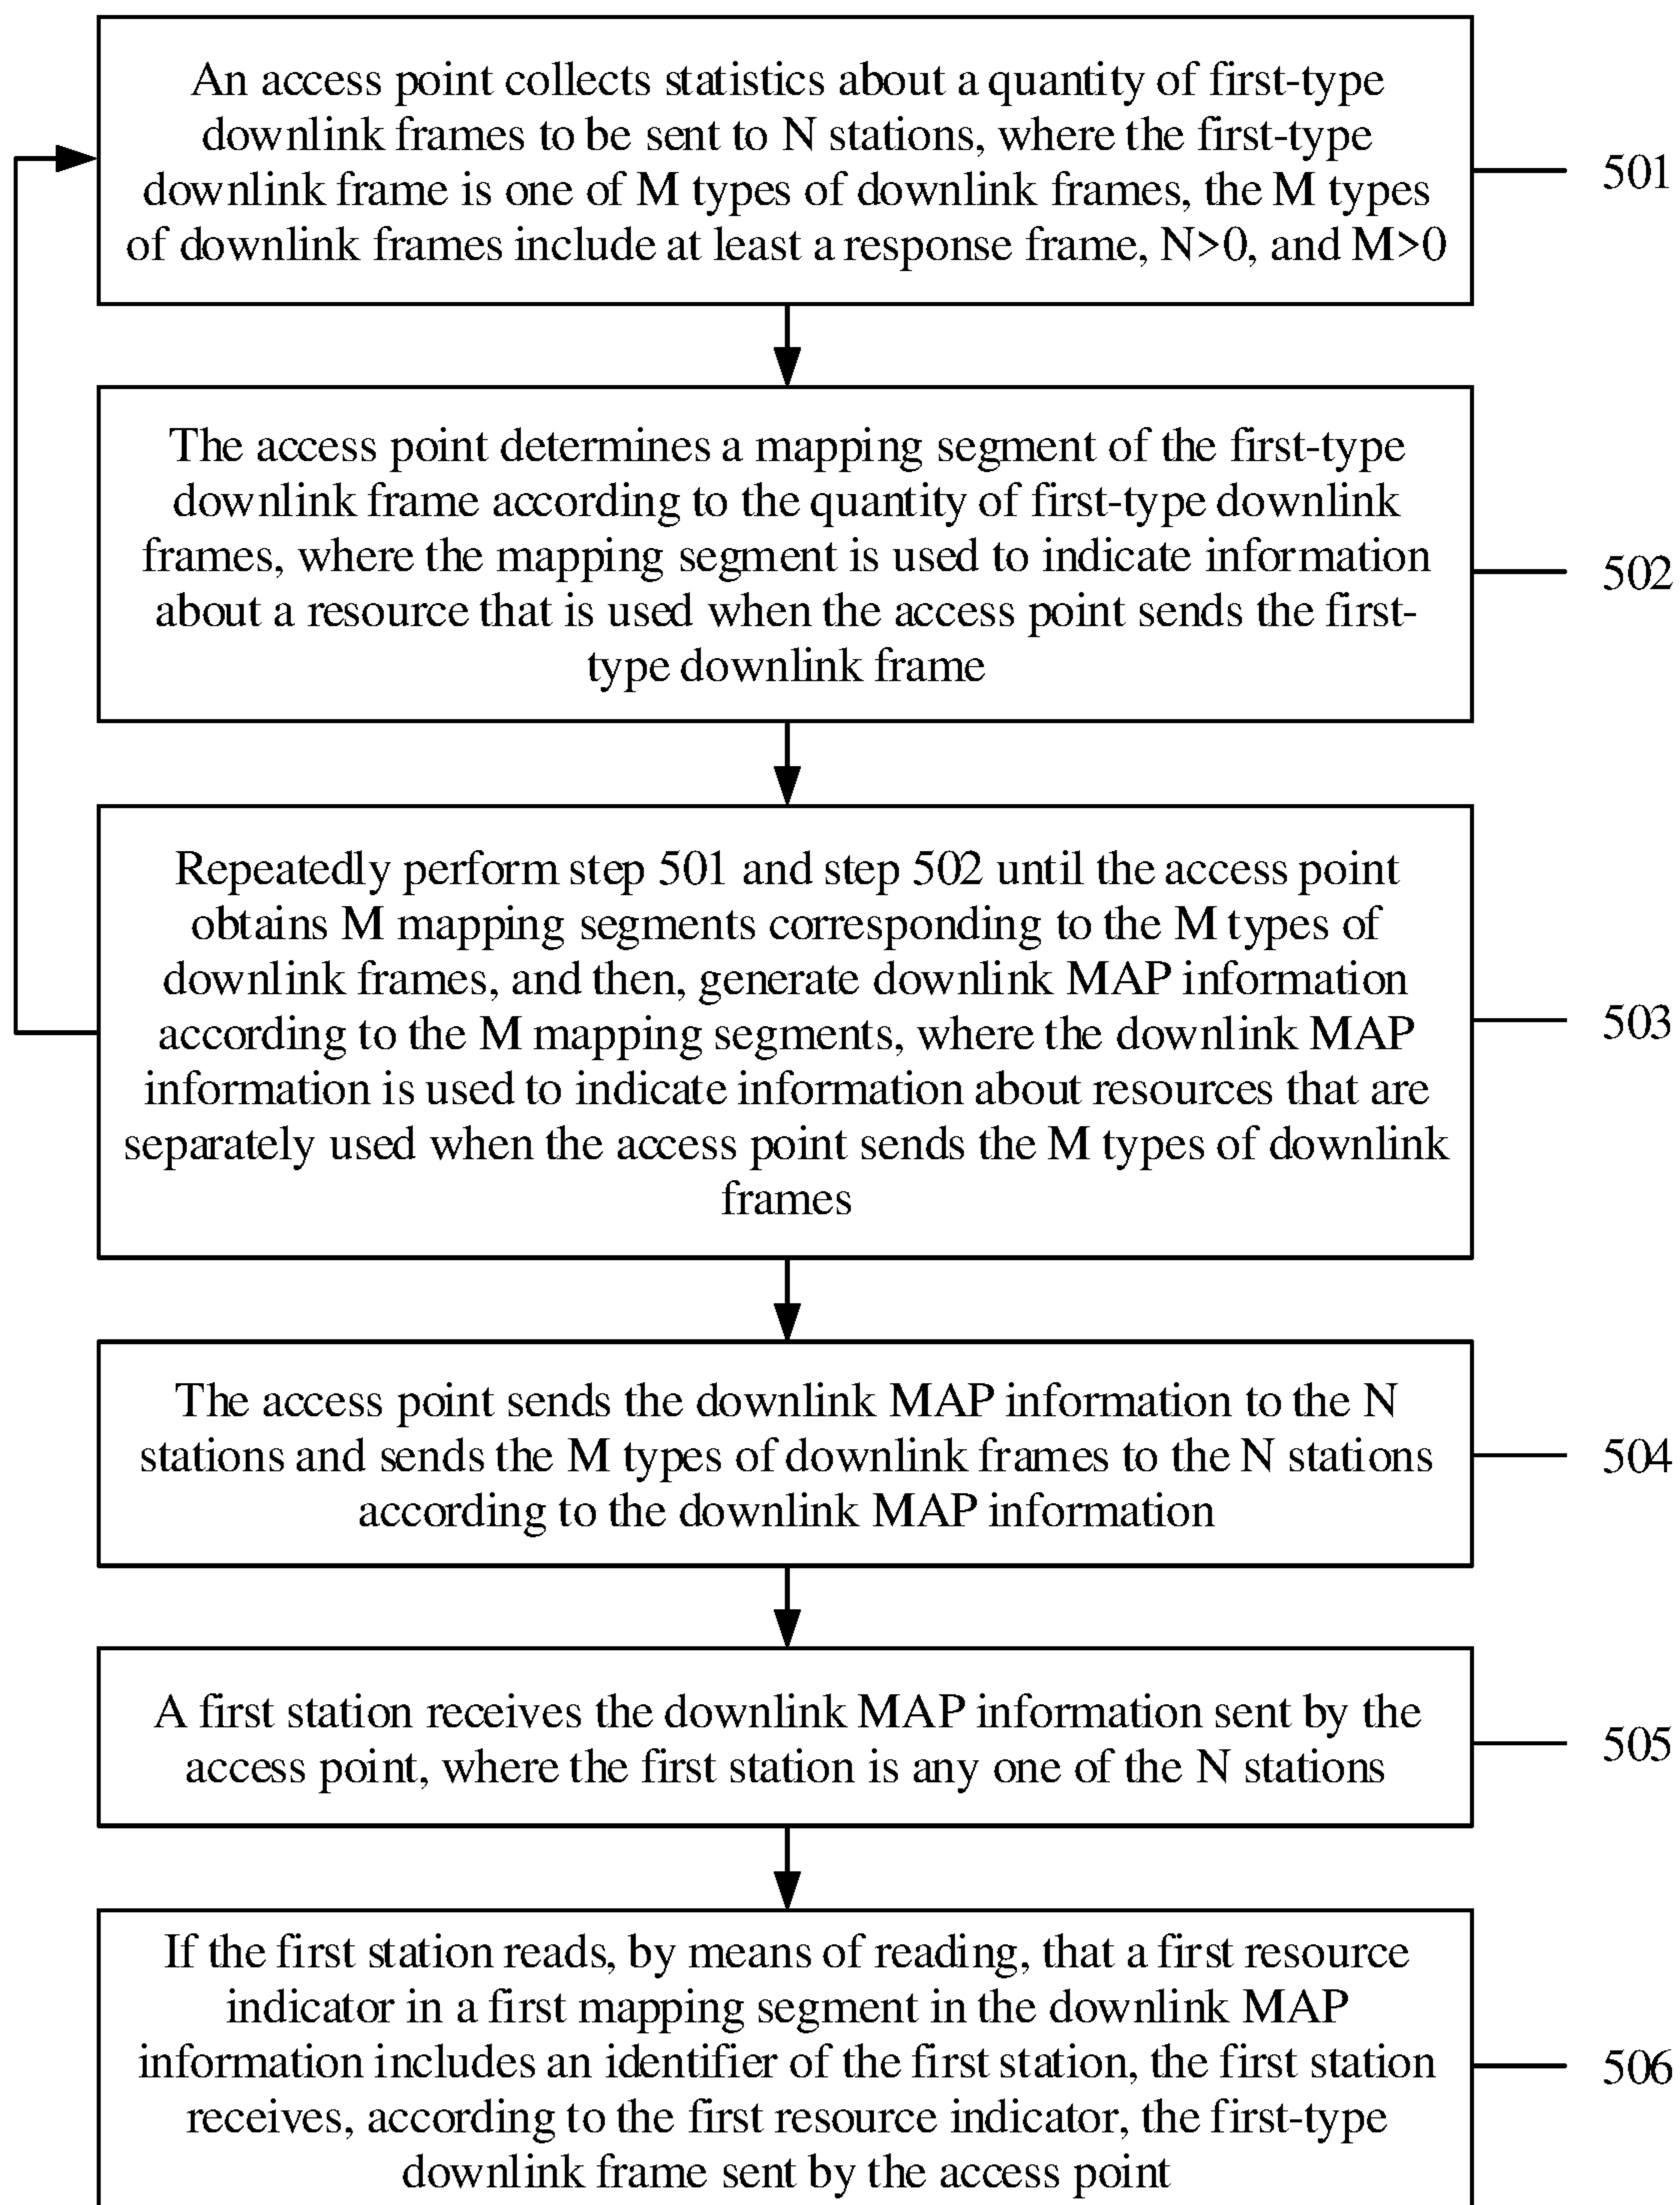 An access point collects statistics about a quantity of first-type
downlink frames to be sent to N stations, where the first-type
downlink frame is one of M types of downlink frames, the M types
of downlink frames include at least a response frame, N>0, and M>0
501
The access point determines a mapping segment of the first-type
downlink frame according to the quantity of first-type downlink
frames, where the mapping segment is used to indicate information
about a resource that is used when the access point sends the first-
type downlink frame
502
Repeatedly perform step 501 and step 502 until the access point
obtains M mapping segments corresponding to the M types of
downlink frames, and then, generate downlink MAP information
according to the M mapping segments, where the downlink MAP
information is used to indicate information about resources that are
separately used when the access point sends the M types of downlink
frames
503
The access point sends the downlink MAP information to the N
stations and sends the M types of downlink frames to the N stations
according to the downlink MAP information
504
A first station receives the downlink MAP information sent by the
access point, where the first station is any one of the N stations
505
If the first station reads, by means of reading, that a first resource
indicator in a first mapping segment in the downlink MAP
information includes an identifier of the first station, the first station
receives, according to the first resource indicator, the first-type
downlink frame sent by the access point
506